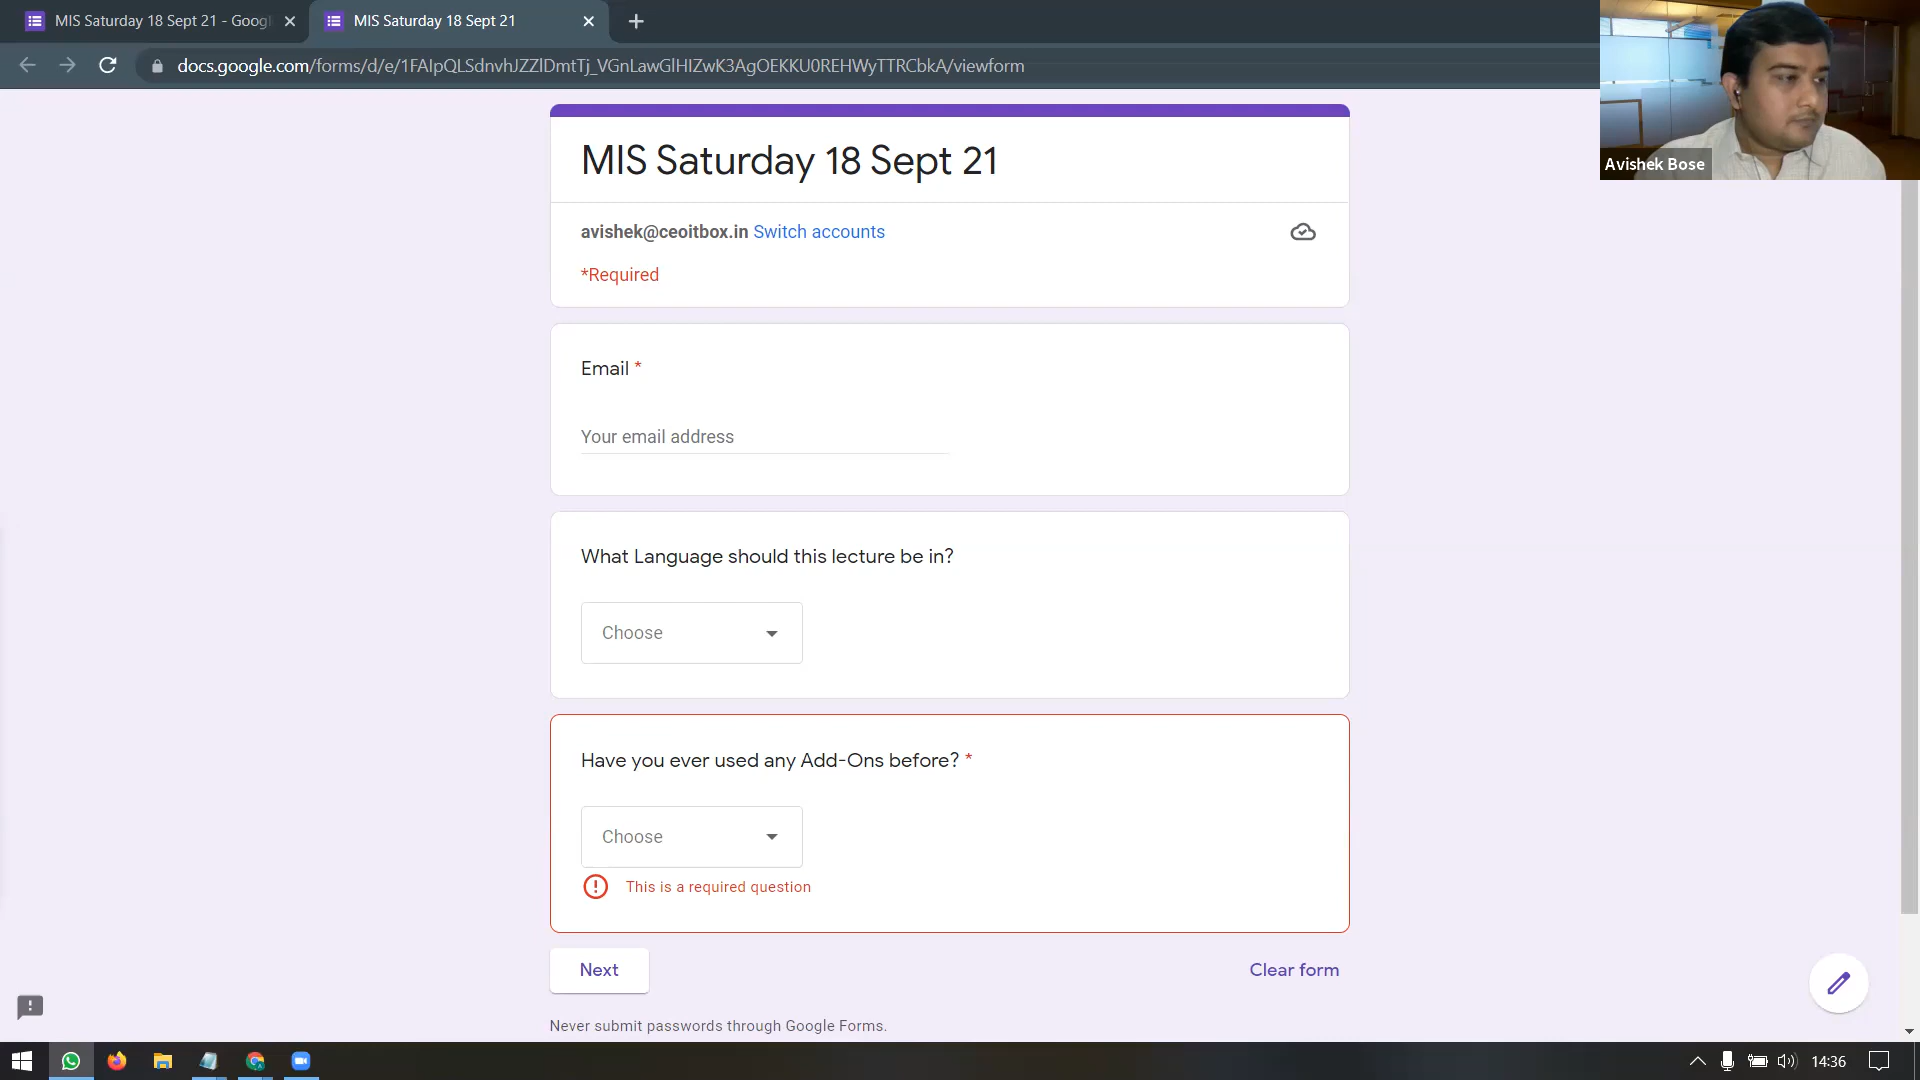 MIS Saturday 18 Sept 21 - Googl
MIS Saturday 18 Sept 21
docs.google.com/forms/d/e/1FAIpQLSdnvhJZZlDmtTj_VGnLawGlHIZwK3AgOEKKU0REHWyTTRCbkA/viewform
Avishek Bose
MIS Saturday 18 Sept 21
avishek@ceoitbox.in Switch accounts
*Required
Email *
Your email address
What Language should this lecture be in?
Choose
Have you ever used any Add-Ons before? *
Choose
This is a required question
Next
Clear form
Never submit passwords through Google Forms.
14:36